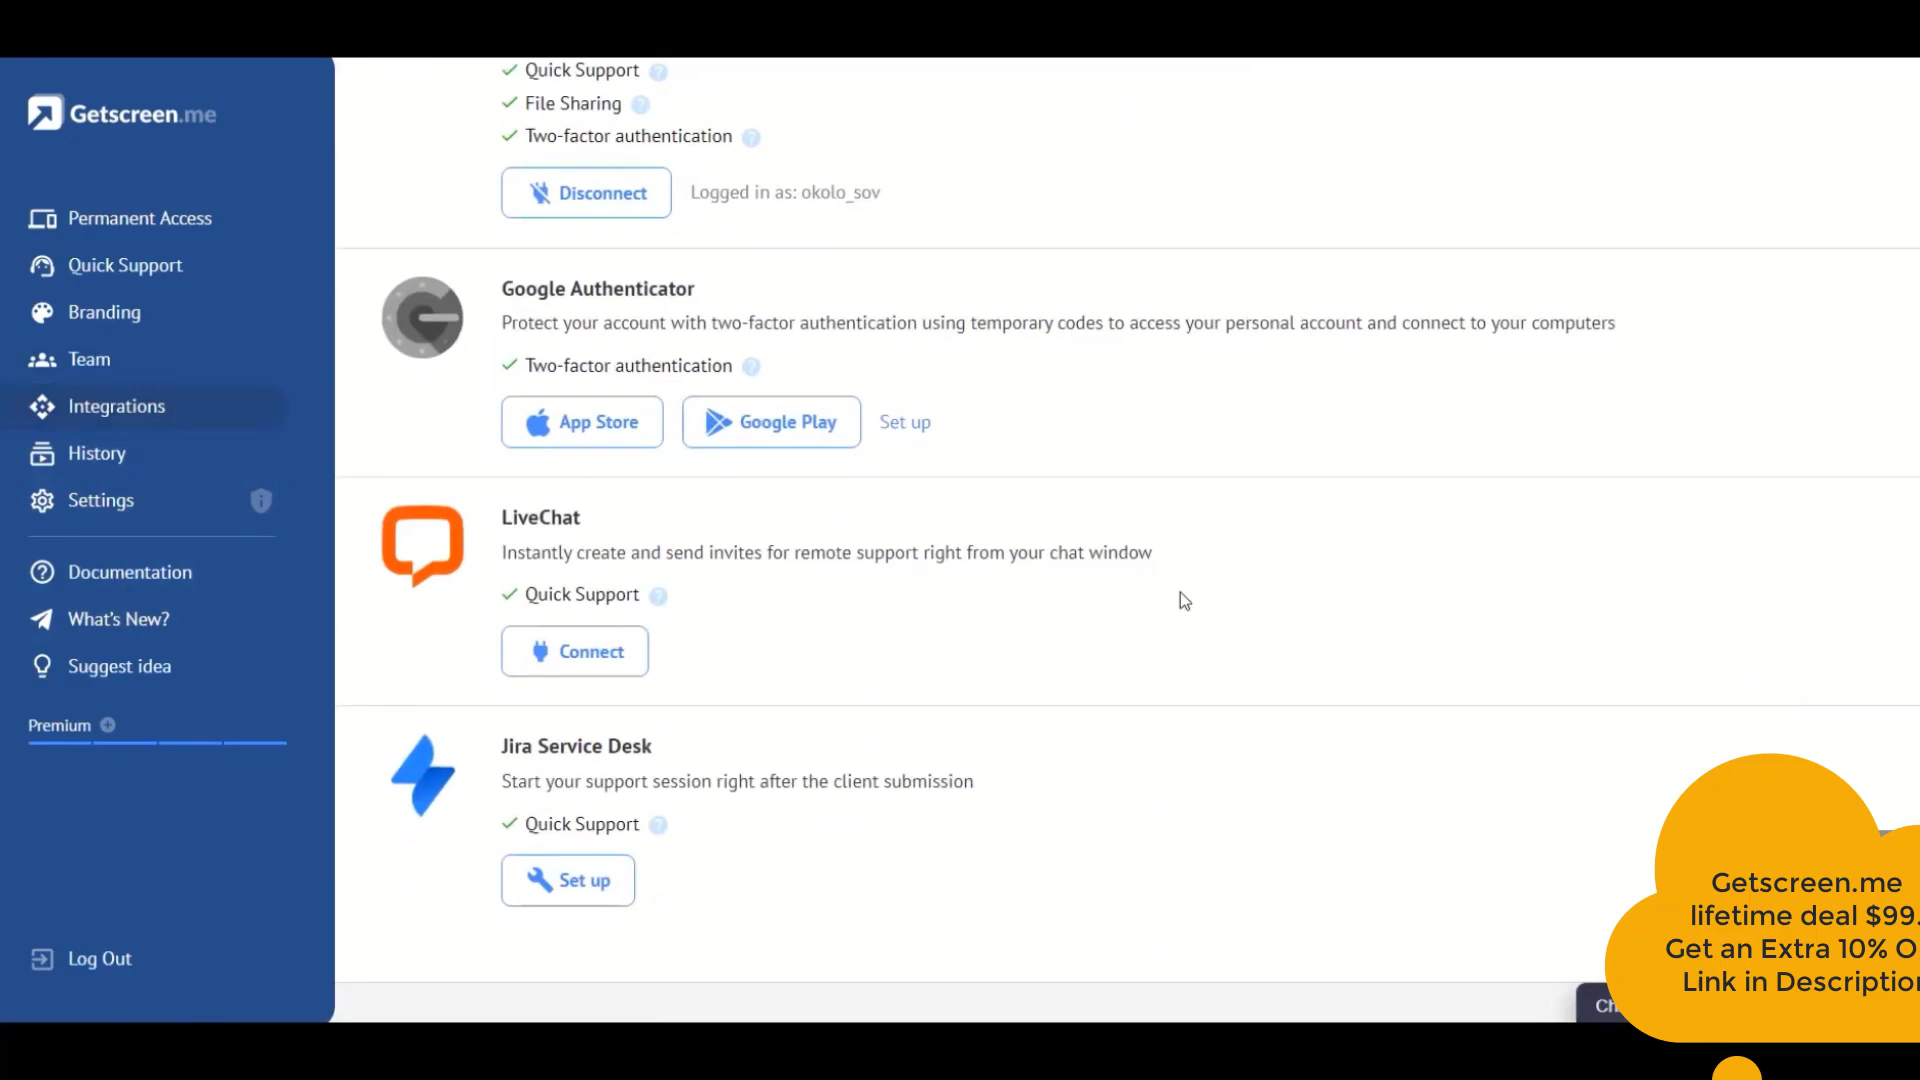 Getscreen.me
Permanent Access
Quick Support
Branding
Team
Integrations
History
Settings
Documentation
What's New?
Suggest idea
Premium
Log Out
Quick Support
File Sharing
Two-factor authentication
Disconnect Logged in as: okolo_sov
Google Authenticator
Protect your account with two-factor authentication using temporary codes to access your personal account and connect to your computers
Two-factor authentication
App Store Google Play Set up
LiveChat
Instantly create and send invites for remote support right from your chat window
Quick Support
Connect
Jira Service Desk
Start your support session right after the client submission
Quick Support
Set up
Getscreen.me
lifetime deal $99.
Get an Extra 10%
Link in Description